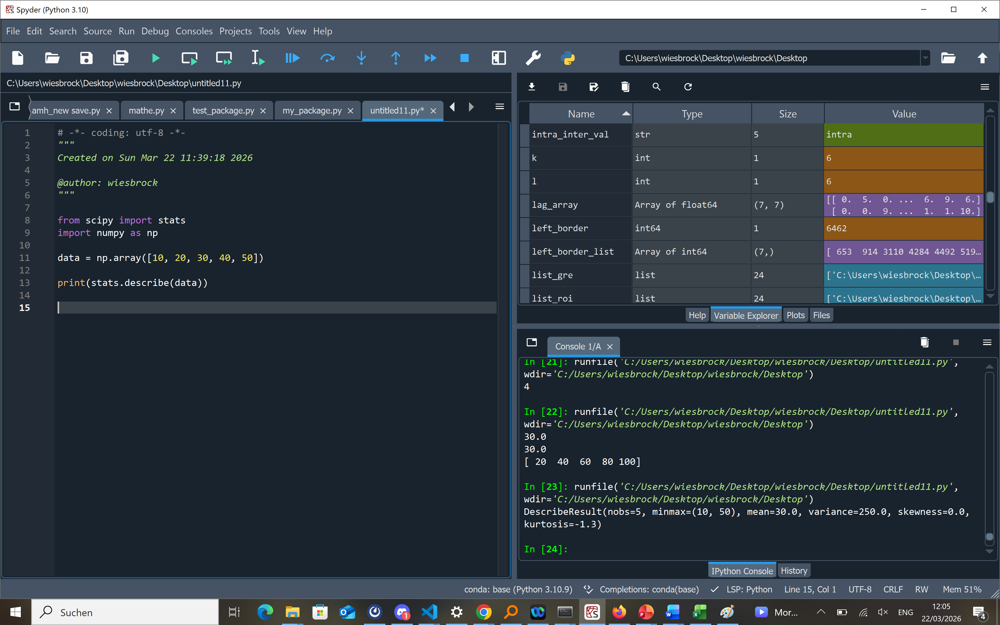 Spyder (Python 3.10)
File Edit Search Source Run Debug Consoles Projects Tools View Help
C:\Users\wiesbrock\Desktop\wiesbrock\Desktop
C:\Users\wiesbrock\Desktop\wiesbrock\Desktop\untitled11.py
amh_new save.py mathe.py test_package.py my_package.py untitled11.py*
1 # -*- coding: utf-8 -*-
2 """
3 Created on Sun Mar 22 11:39:18 2026
4
5 @author: wiesbrock
6 """
7
8 from scipy import stats
9 import numpy as np
10
11 data = np.array([10, 20, 30, 40, 50])
12
13 print(stats.describe(data))
14
15
Name Type Size Value
intra_inter_val str 5 intra
k int 1 6
l int 1 6
lag_array Array of float64 (7, 7) [[ 0. 5. 0. ... 6. 9. 6.]
[ 0. 0. 9. ... 1. 1. 10.]
left_border int64 1 6462
left_border_list Array of int64 (7,) [ 653 914 3110 4284 4492 519...
list_gre list 24 ['C:\Users\wiesbrock\Desktop\...
list_roi list 24 ['C:\Users\wiesbrock\Desktop\...
Help Variable Explorer Plots Files
Console 1/A
In [21]: runfile('C:/Users/wiesbrock/Desktop/wiesbrock/Desktop/untitled11.py',
wdir='C:/Users/wiesbrock/Desktop/wiesbrock/Desktop')
4
In [22]: runfile('C:/Users/wiesbrock/Desktop/wiesbrock/Desktop/untitled11.py',
wdir='C:/Users/wiesbrock/Desktop/wiesbrock/Desktop')
30.0
30.0
[ 20 40 60 80 100]
In [23]: runfile('C:/Users/wiesbrock/Desktop/wiesbrock/Desktop/untitled11.py',
wdir='C:/Users/wiesbrock/Desktop/wiesbrock/Desktop')
DescribeResult(nobs=5, minmax=(10, 50), mean=30.0, variance=250.0, skewness=0.0,
kurtosis=-1.3)
In [24]:
IPython Console History
conda: base (Python 3.10.9) Completions: conda(base) LSP: Python Line 15, Col 1 UTF-8 CRLF RW Mem 51%
Suchen 1 Mor... ENG 12:05
22/03/2026 4